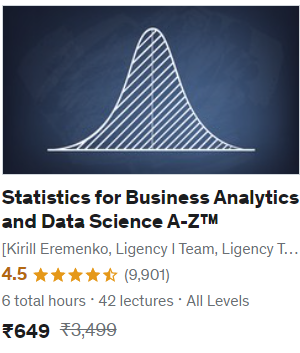 Statistics for Business Analytics
and Data Science A-Z™
[Kirill Eremenko, Ligency I Team, Ligency T...
4.5 (9,901)
6 total hours · 42 lectures · All Levels
₹649 ₹3,499